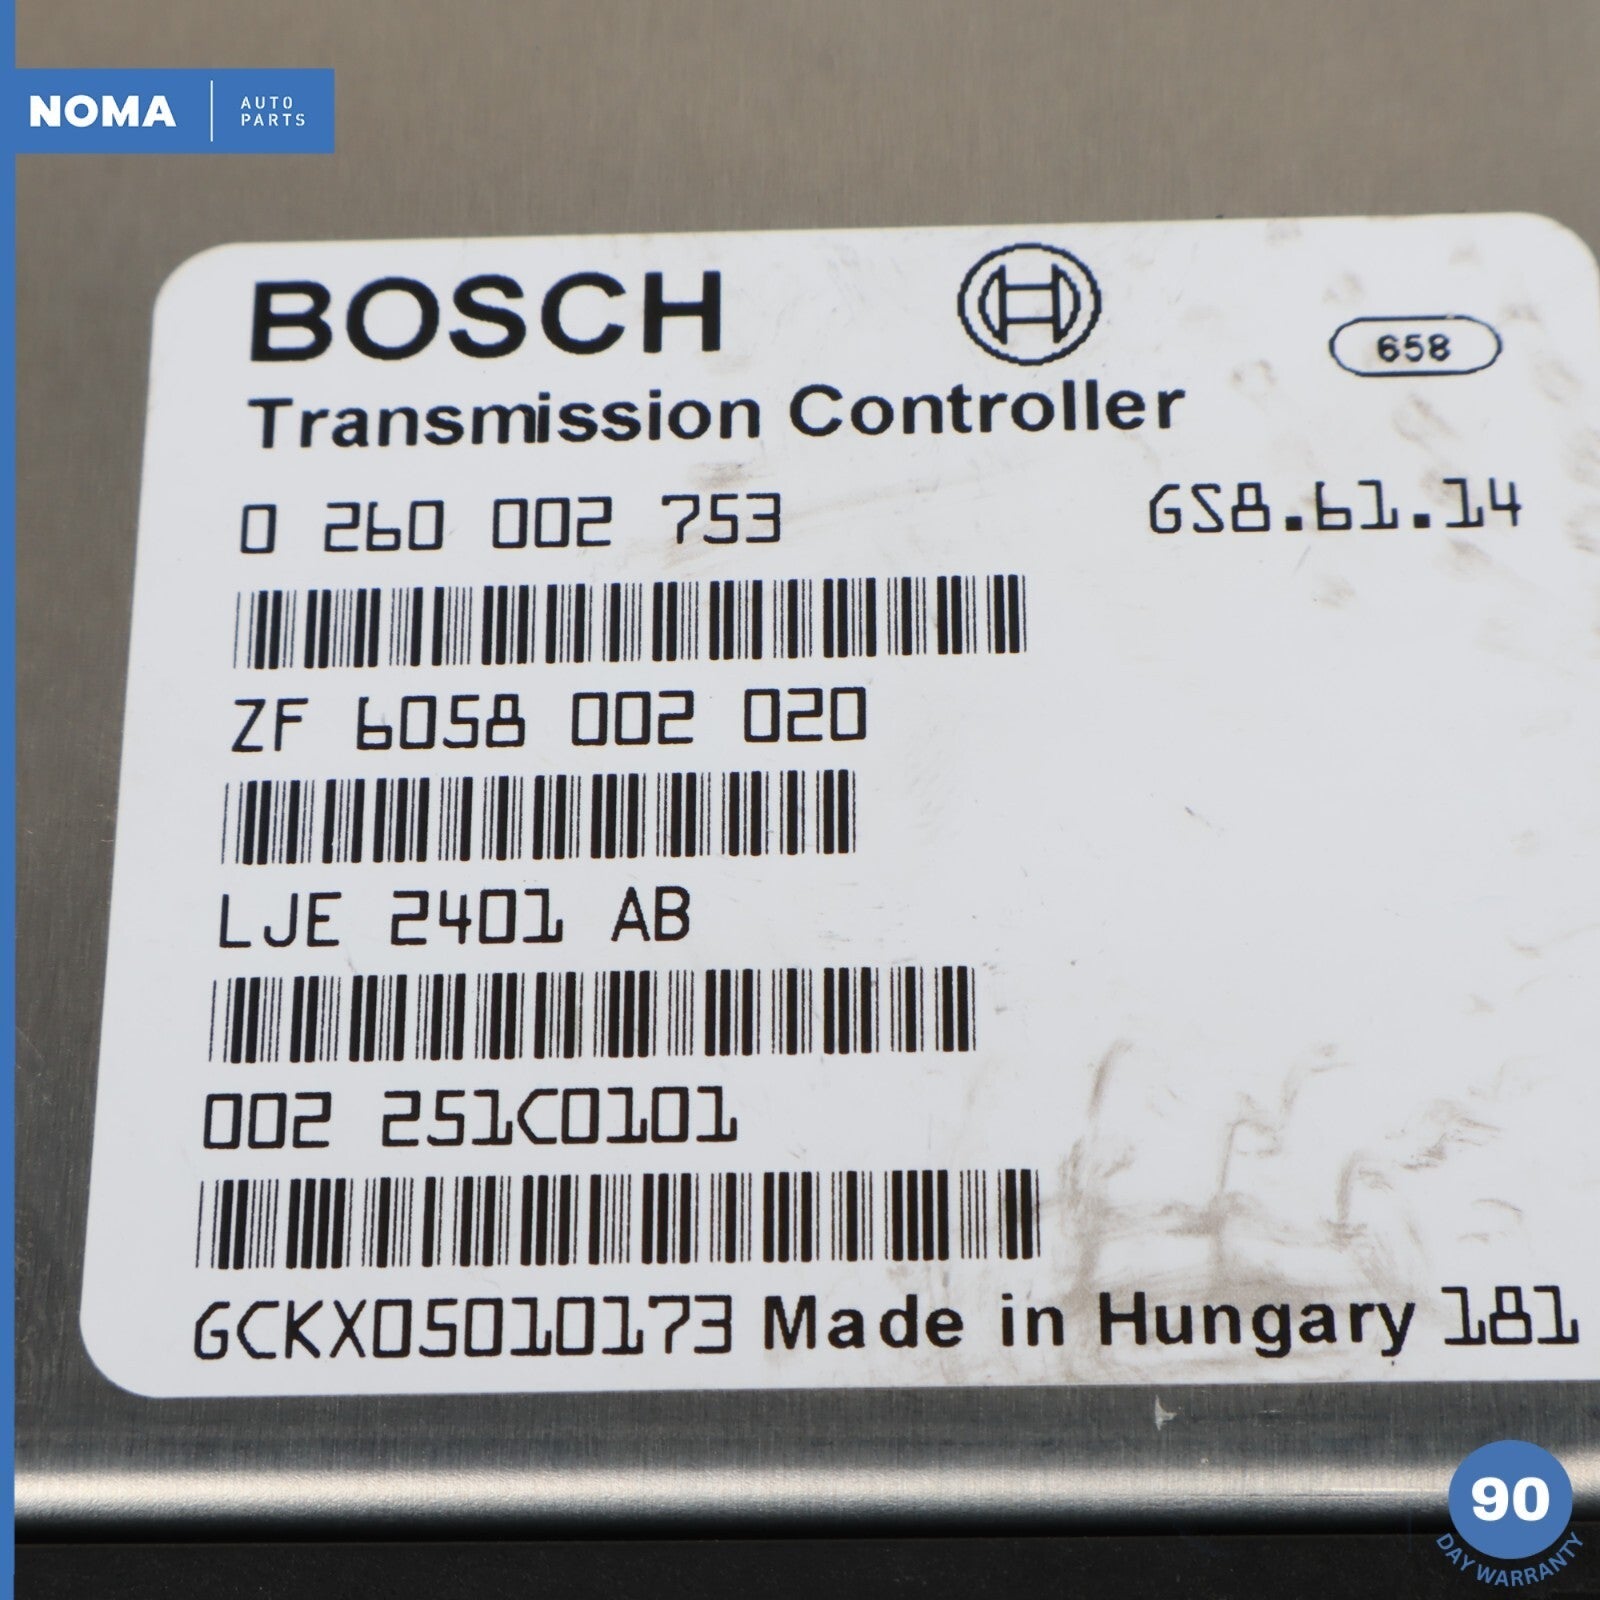 NOMA
AUTO
PARTS
BOSCH
658
Transmission Controller
0 260 002 753
GS8.61.14
ZF 6058 002 020
LJE 2401 AB
002 251C0101
GCKX05010173 Made in Hungary 181
90
DAY WARRANTY